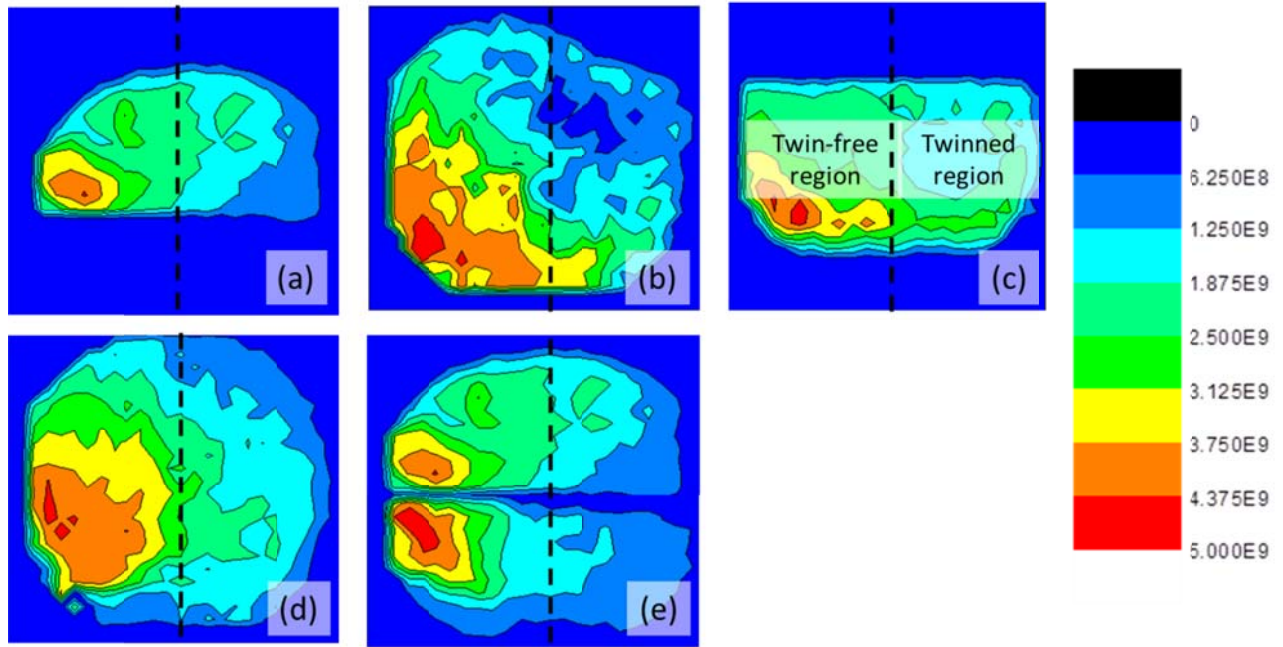 (a)
(b)
Twin-free
region
Twinned
region
(c)
(d)
(e)
0
6.250E8
1.250E9
1.875E9
2.500E9
3.125E9
3.750E9
4.375E9
5.000E9